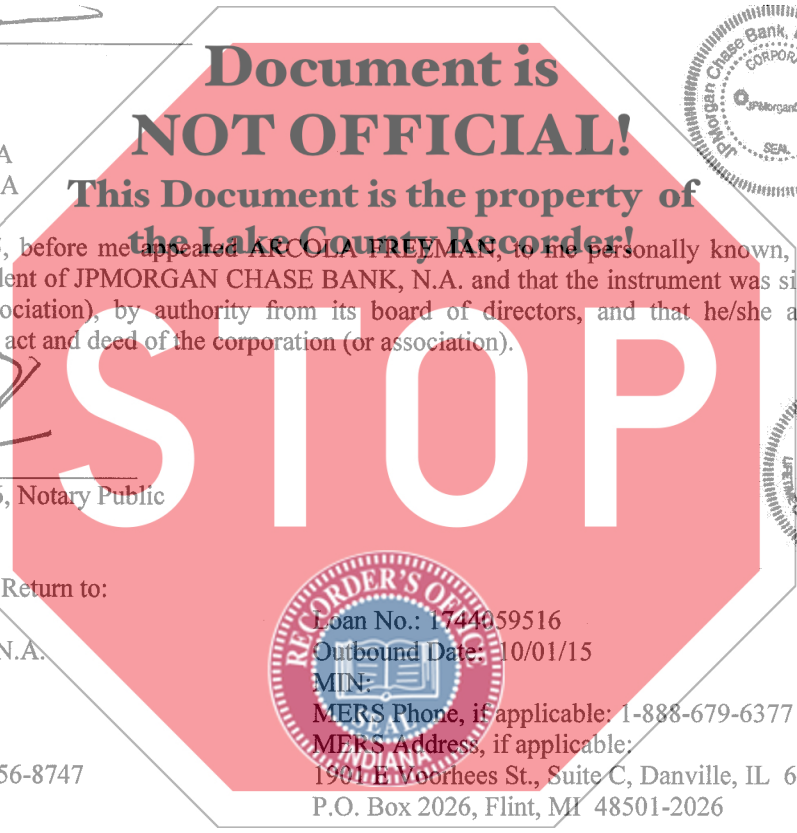 Document is
NOT OFFICIAL!
This Document is the property of
the Lake County Recorder!
JPMorgan Chase Bank,
CORPOR
JPMorgan
SEAL
A
A
, before me appeared ARCOLA FREEMAN, to me personally known,
dent of JPMORGAN CHASE BANK, N.A. and that the instrument was si
ociation), by authority from its board of directors, and that he/she a
act and deed of the corporation (or association).
STOP
, Notary Public
LIFETIME
Return to:
N.A.
56-8747
RECORDER'S OFFICE
SEAL
INDIANA
Loan No.: 1744059516
Outbound Date: 10/01/15
MIN:
MERS Phone, if applicable: 1-888-679-6377
MERS Address, if applicable:
1901 E Voorhees St., Suite C, Danville, IL 6
P.O. Box 2026, Flint, MI 48501-2026